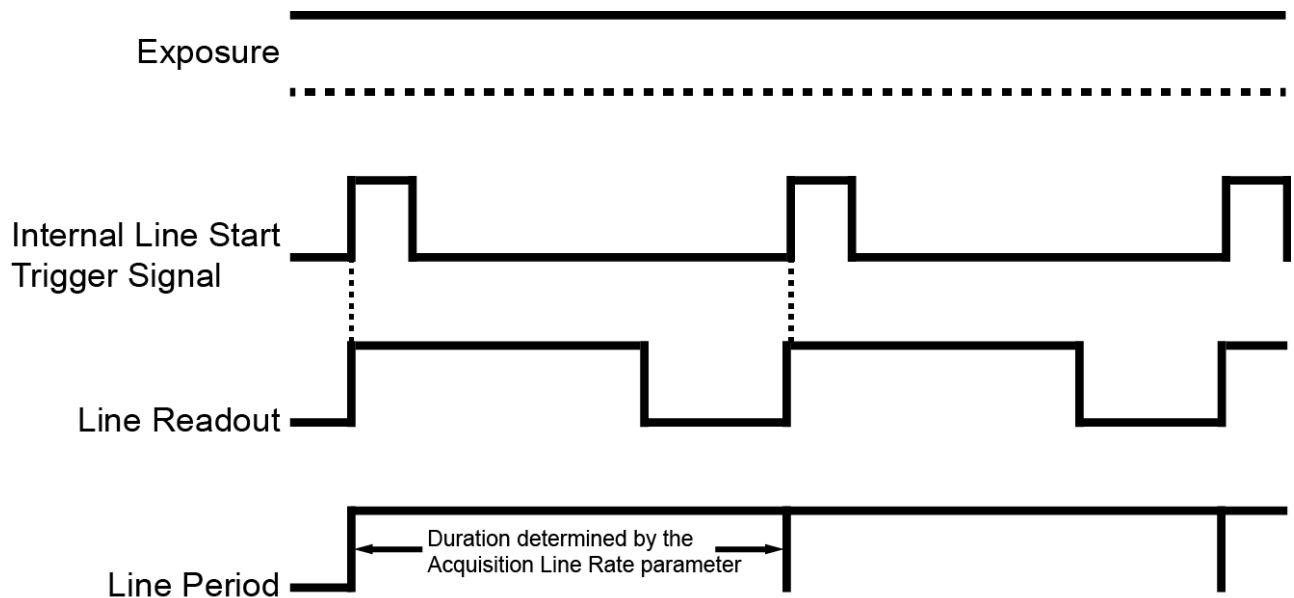 Exposure
Internal Line Start
Trigger Signal
Line Readout
Duration determined by the
Acquisition Line Rate parameter
Line Period